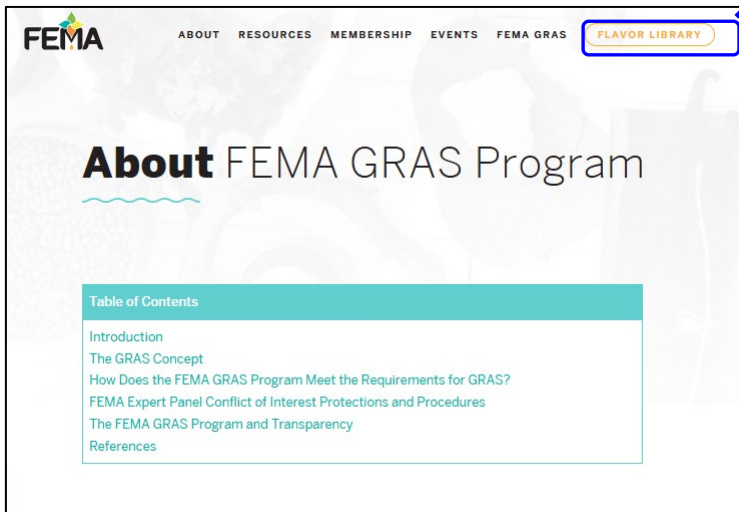 FEMA
ABOUT RESOURCES MEMBERSHIP EVENTS FEMA GRAS FLAVOR LIBRARY
About FEMA GRAS Program
Table of Contents
Introduction
The GRAS Concept
How Does the FEMA GRAS Program Meet the Requirements for GRAS?
FEMA Expert Panel Conflict of Interest Protections and Procedures
The FEMA GRAS Program and Transparency
References